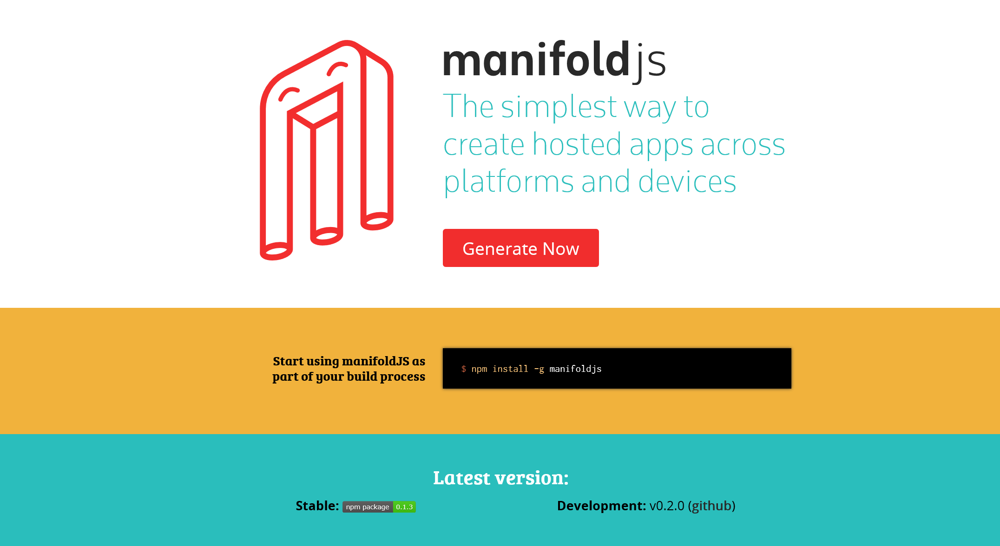 manifoldjs
The simplest way to
create hosted apps across
platforms and devices
Generate Now
Start using manifoldJS as
part of your build process
$ npm install -g manifoldjs
Latest version:
Stable: npm package 0.1.3
Development: v0.2.0 (github)